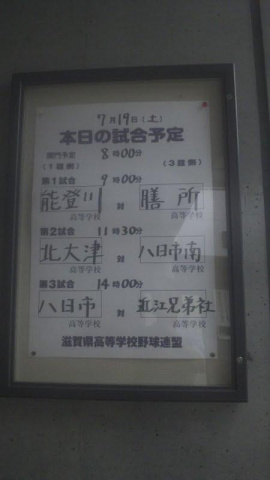 7月19日(土)
本日の試合予定
開門予定 8時00分
(1塁側) (3塁側)
第1試合 9時00分
能登川 対 膳所
高等学校 高等学校
第2試合 11時30分
北大津 対 八日市南
高等学校 高等学校
第3試合 14時00分
八日市 対 近江兄弟社
高等学校 高等学校
滋賀県高等学校野球連盟